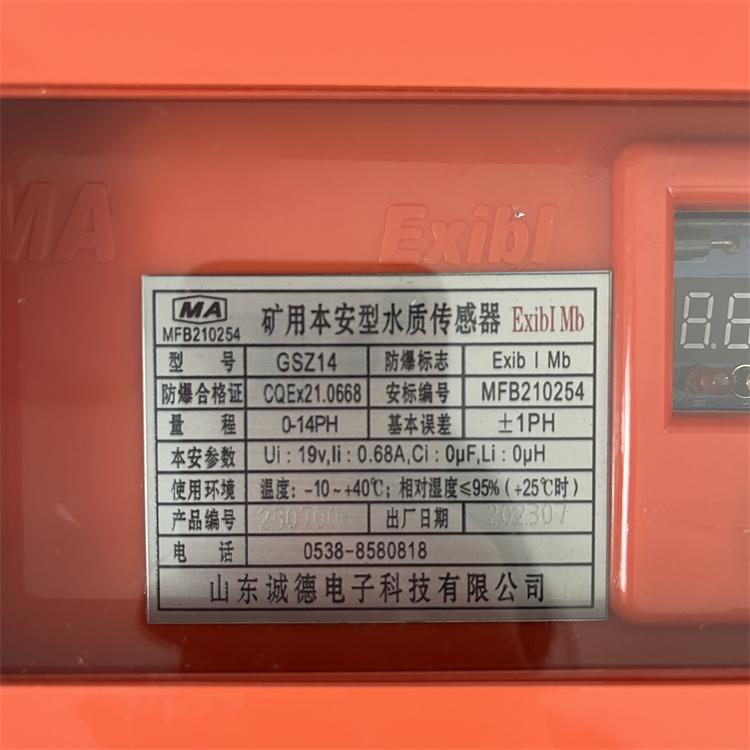 MA
ExibI
MA
MFB210254
矿用本安型水质传感器 ExibI Mb
型 号 GSZ14 防爆标志 Exib I Mb
防爆合格证 CQEx21.0668 安标编号 MFB210254
量 程 0-14PH 基本误差 ±1PH
本安参数 Ui:19v,Ii:0.68A,Ci:0μF,Li:0μH
使用环境 温度:-10~+40℃;相对湿度≤95%(+25℃时)
产品编号 出厂日期 202307
电 话 0538-8580818
山东诚德电子科技有限公司